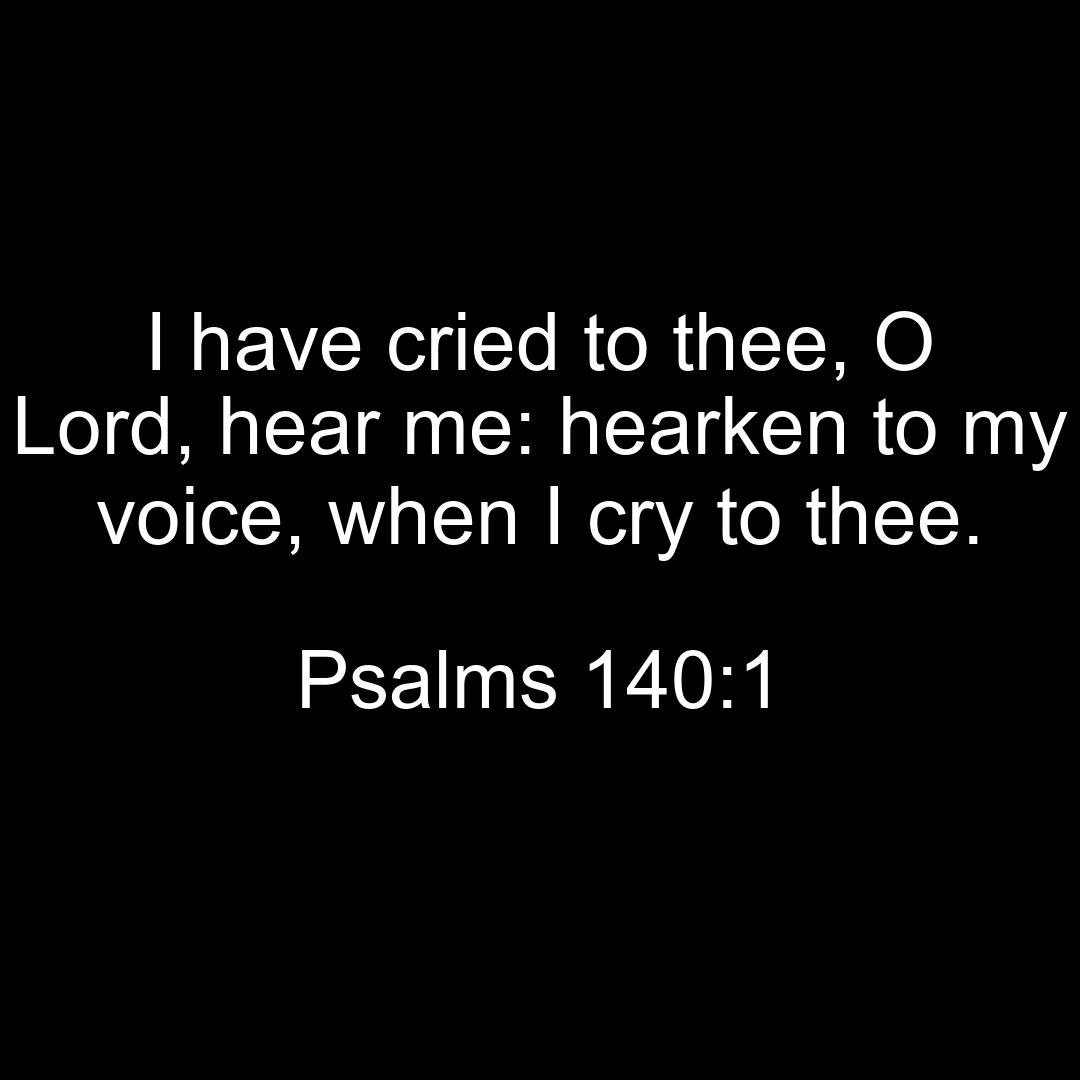 I have cried to thee, O
Lord, hear me: hearken to my
voice, when I cry to thee.
Psalms 140:1